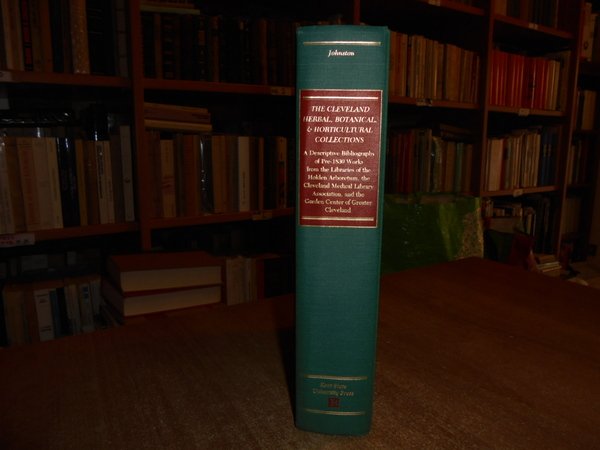 Johnston
THE CLEVELAND
HERBAL, BOTANICAL,
& HORTICULTURAL
COLLECTIONS
A Descriptive Bibliography
of Pre-1830 Works
from the Libraries of the
Holden Arboretum, the
Cleveland Medical Library
Association, and the
Garden Center of Greater
Cleveland
Kent State
University Press